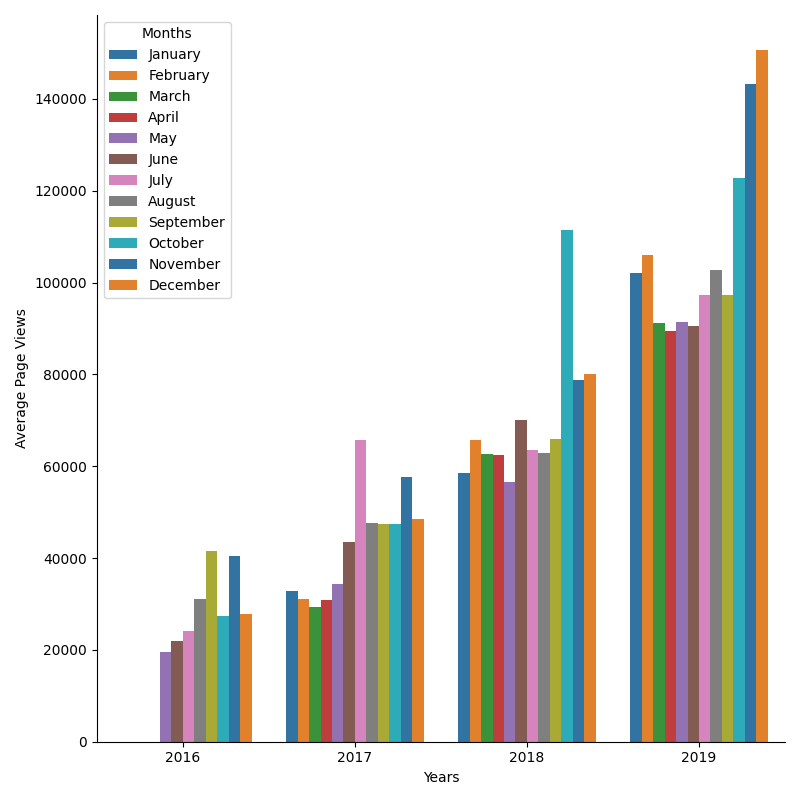 Months
January
February
March
April
May
June
July
August
September
October
November
December
140000
120000
100000
80000
60000
40000
20000
0
Average Page Views
2016 2017 2018 2019
Years